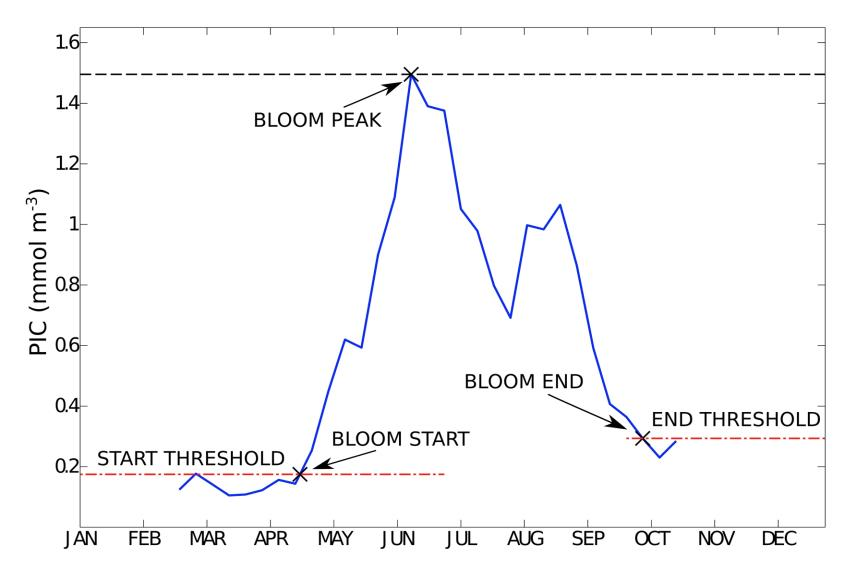 1.6
1.4
1.2
1
0.8
0.6
0.4
0.2
PIC (mmol m-3)
BLOOM PEAK
BLOOM END
END THRESHOLD
BLOOM START
START THRESHOLD
JAN FEB MAR APR MAY JUN JUL AUG SEP OCT NOV DEC